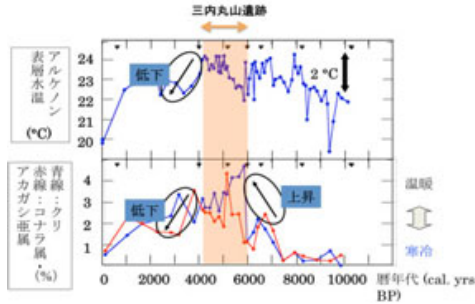 三内丸山遺跡
アルケノン
表層水温
(℃)
24
23
22
21
20
低下
2 ℃
青線：クリ
赤線：コナラ属・
アカガシ亜属
(%)
4
3
2
1
0
低下
上昇
温暖
寒冷
0 2000 4000 6000 8000 10000 暦年代 (cal. yrs
BP)